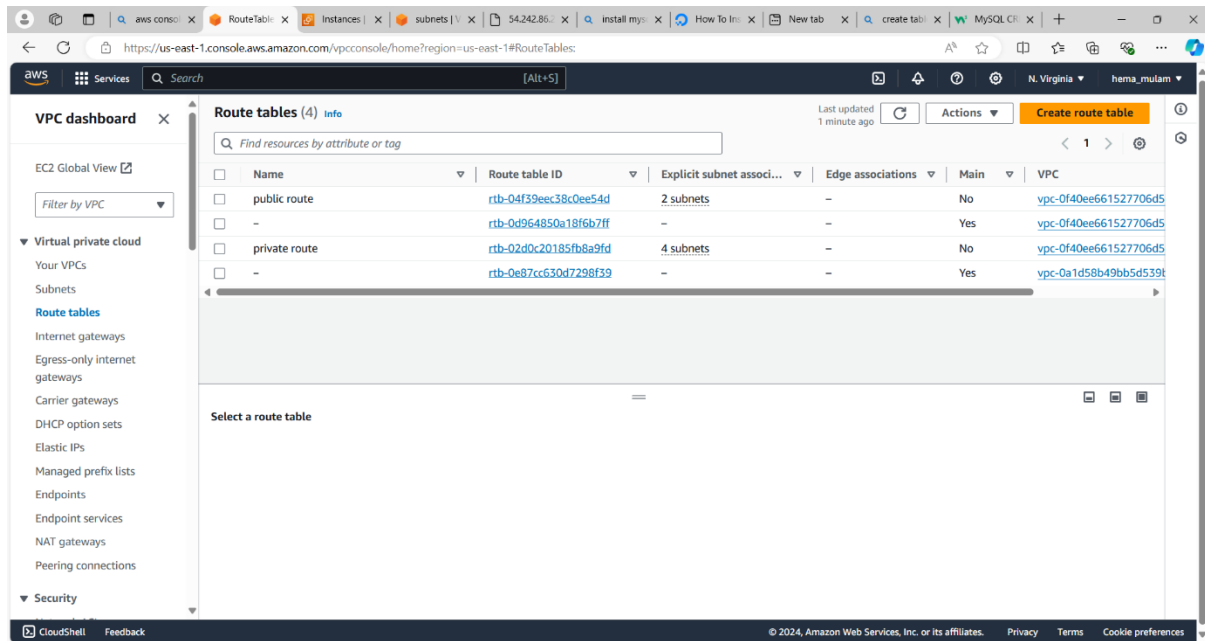 aws consol
RouteTable
Instances |
subnets | V
54.242.86.2
install mys
How To Ins
New tab
create tabl
MySQL CR
https://us-east-1.console.aws.amazon.com/vpcconsole/home?region=us-east-1#RouteTables:
aws
Services
Search
[Alt+S]
N. Virginia
hema_mulam
VPC dashboard
EC2 Global View
Filter by VPC
Virtual private cloud
Your VPCs
Subnets
Route tables
Internet gateways
Egress-only internet
gateways
Carrier gateways
DHCP option sets
Elastic IPs
Managed prefix lists
Endpoints
Endpoint services
NAT gateways
Peering connections
Security
Route tables (4) Info
Last updated
1 minute ago
Actions
Create route table
Find resources by attribute or tag
1
Name Route table ID Explicit subnet associ... Edge associations Main VPC
public route rtb-04f39eec38c0ee54d 2 subnets – No vpc-0f40ee661527706d5
– rtb-0d964850a18f6b7ff – – Yes vpc-0f40ee661527706d5
private route rtb-02d0c20185fb8a9fd 4 subnets – No vpc-0f40ee661527706d5
– rtb-0e87cc630d7298f39 – – Yes vpc-0a1d58b49bb5d539b
Select a route table
CloudShell Feedback
© 2024, Amazon Web Services, Inc. or its affiliates. Privacy Terms Cookie preferences